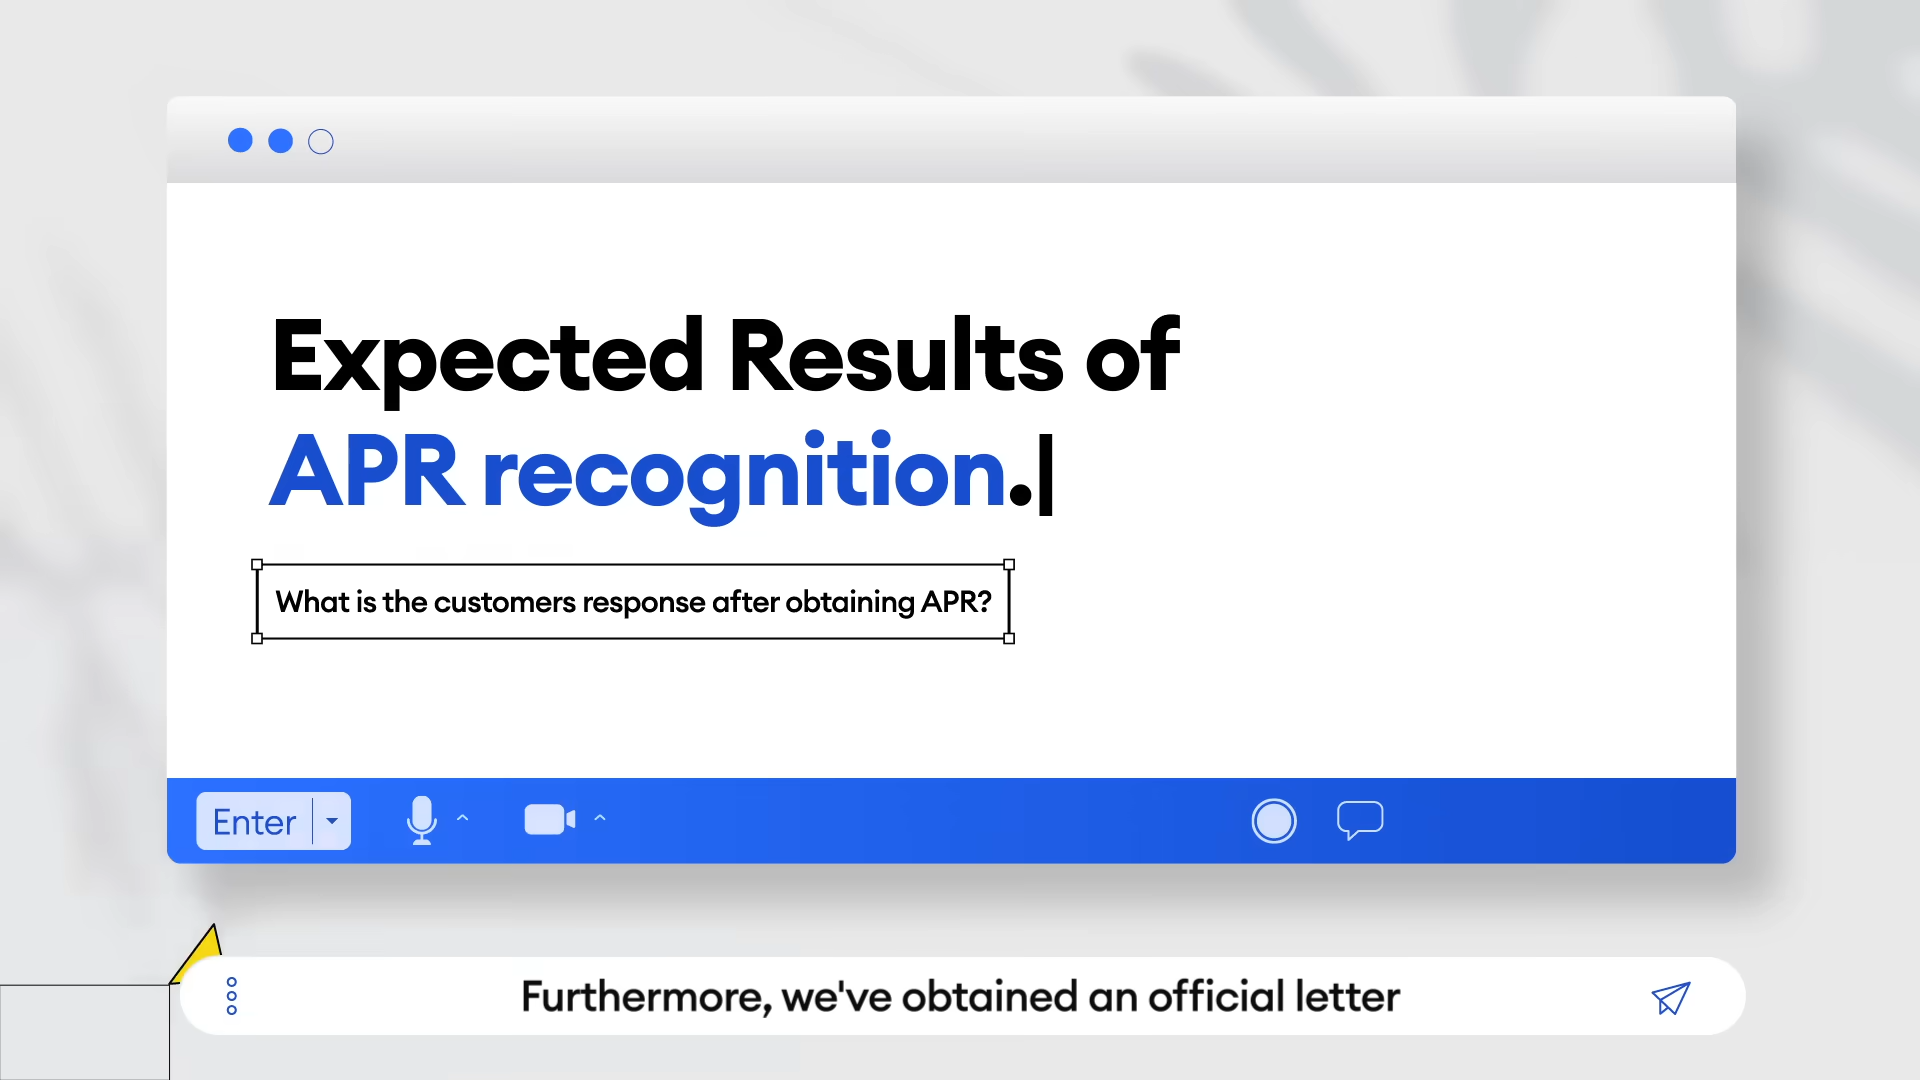 Expected Results of
APR recognition.
What is the customers response after obtaining APR?
Enter
Furthermore, we've obtained an official letter